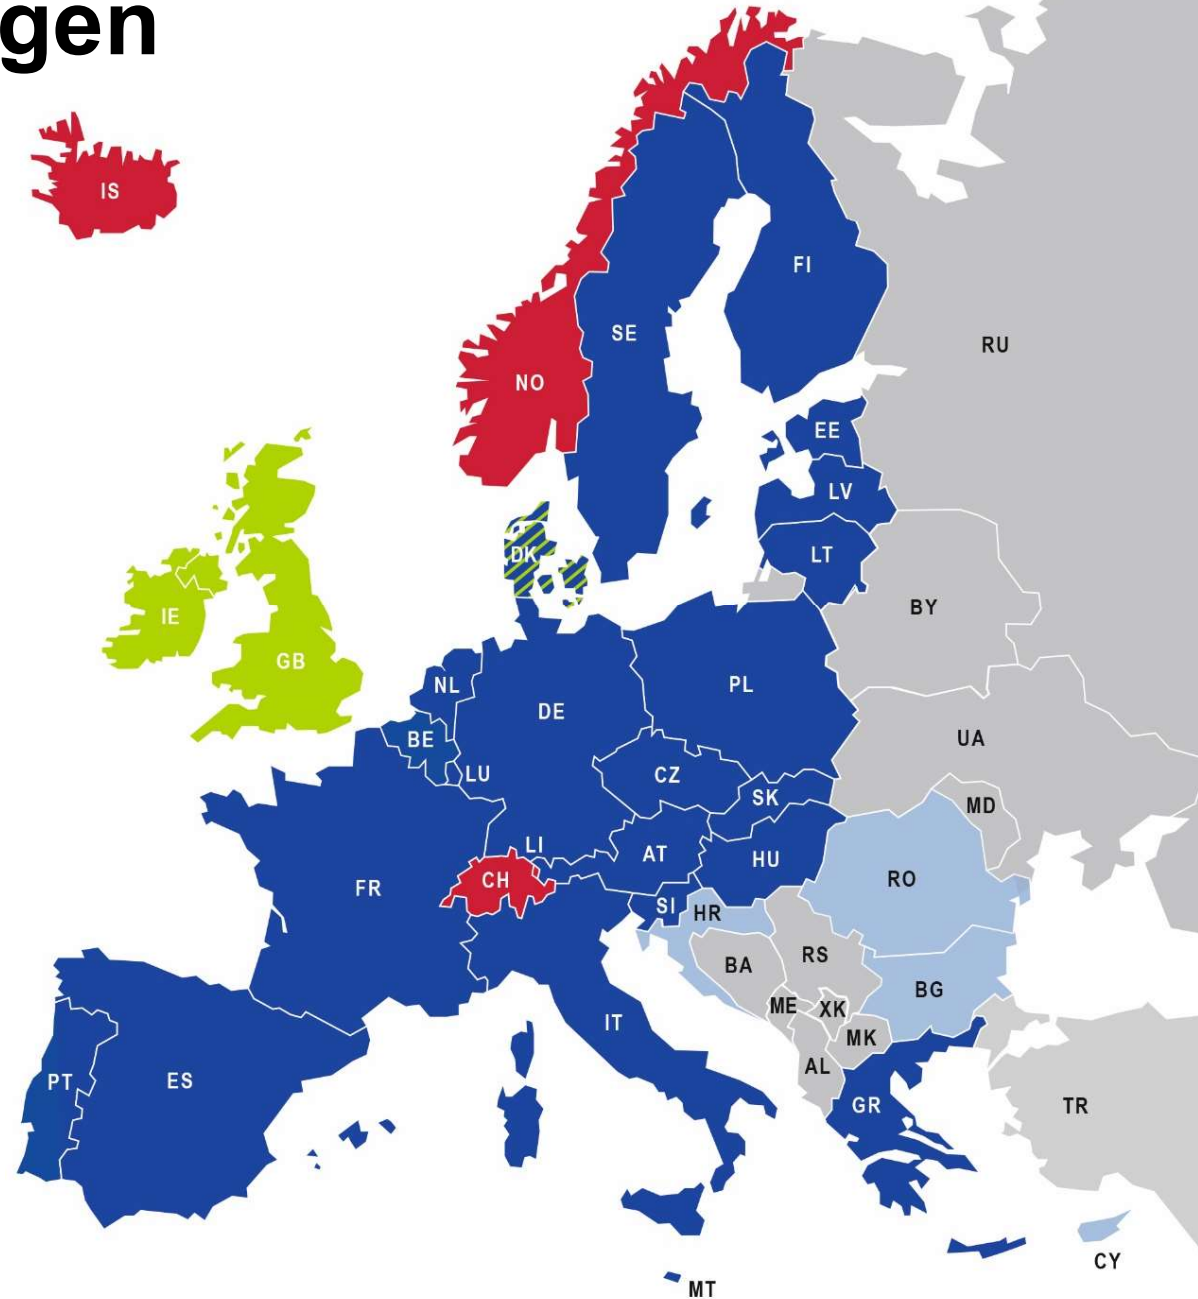 gen
IS
FI
SE
RU
NO
EE
LV
DK
LT
BY
IE
GB
NL
PL
DE
BE
UA
LU
CZ
SK
MD
LI
AT
HU
FR
CH
RO
SI
HR
RS
BA
BG
ME
XK
IT
MK
AL
PT
ES
GR
TR
CY
MT